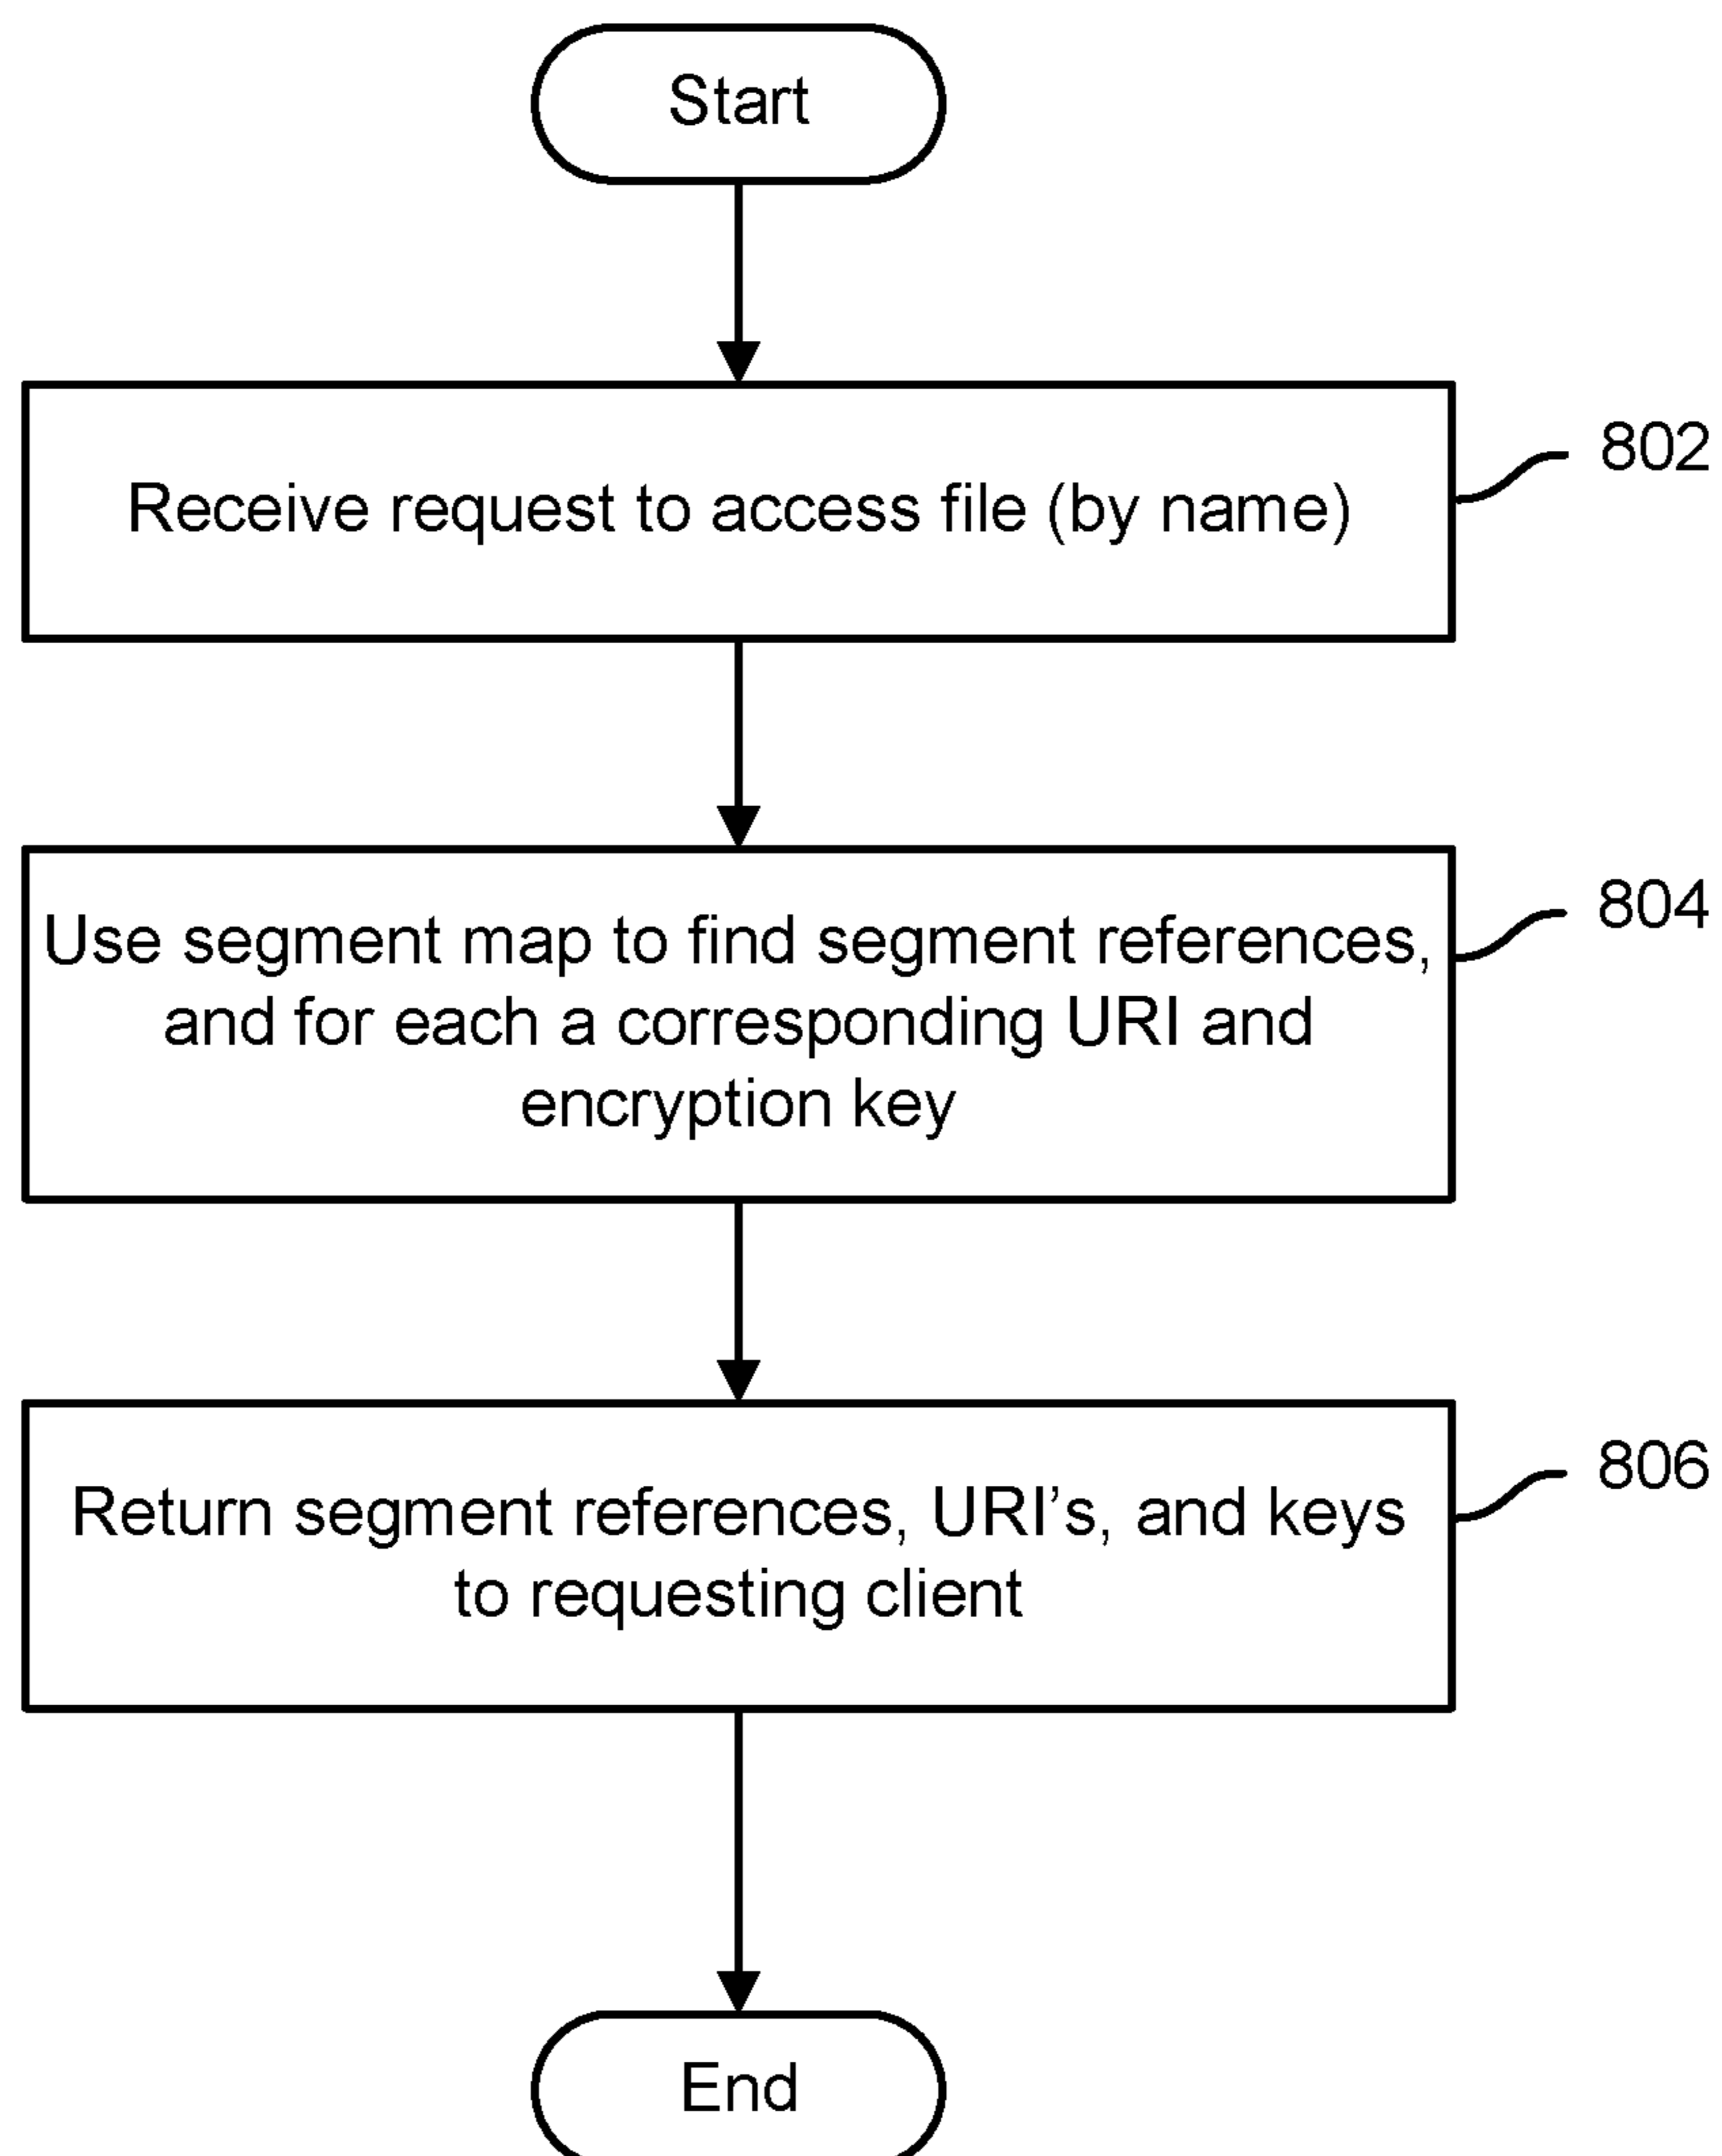 Start
Receive request to access file (by name)
802
Use segment map to find segment references,
and for each a corresponding URI and
encryption key
804
Return segment references, URI’s, and keys
to requesting client
806
End